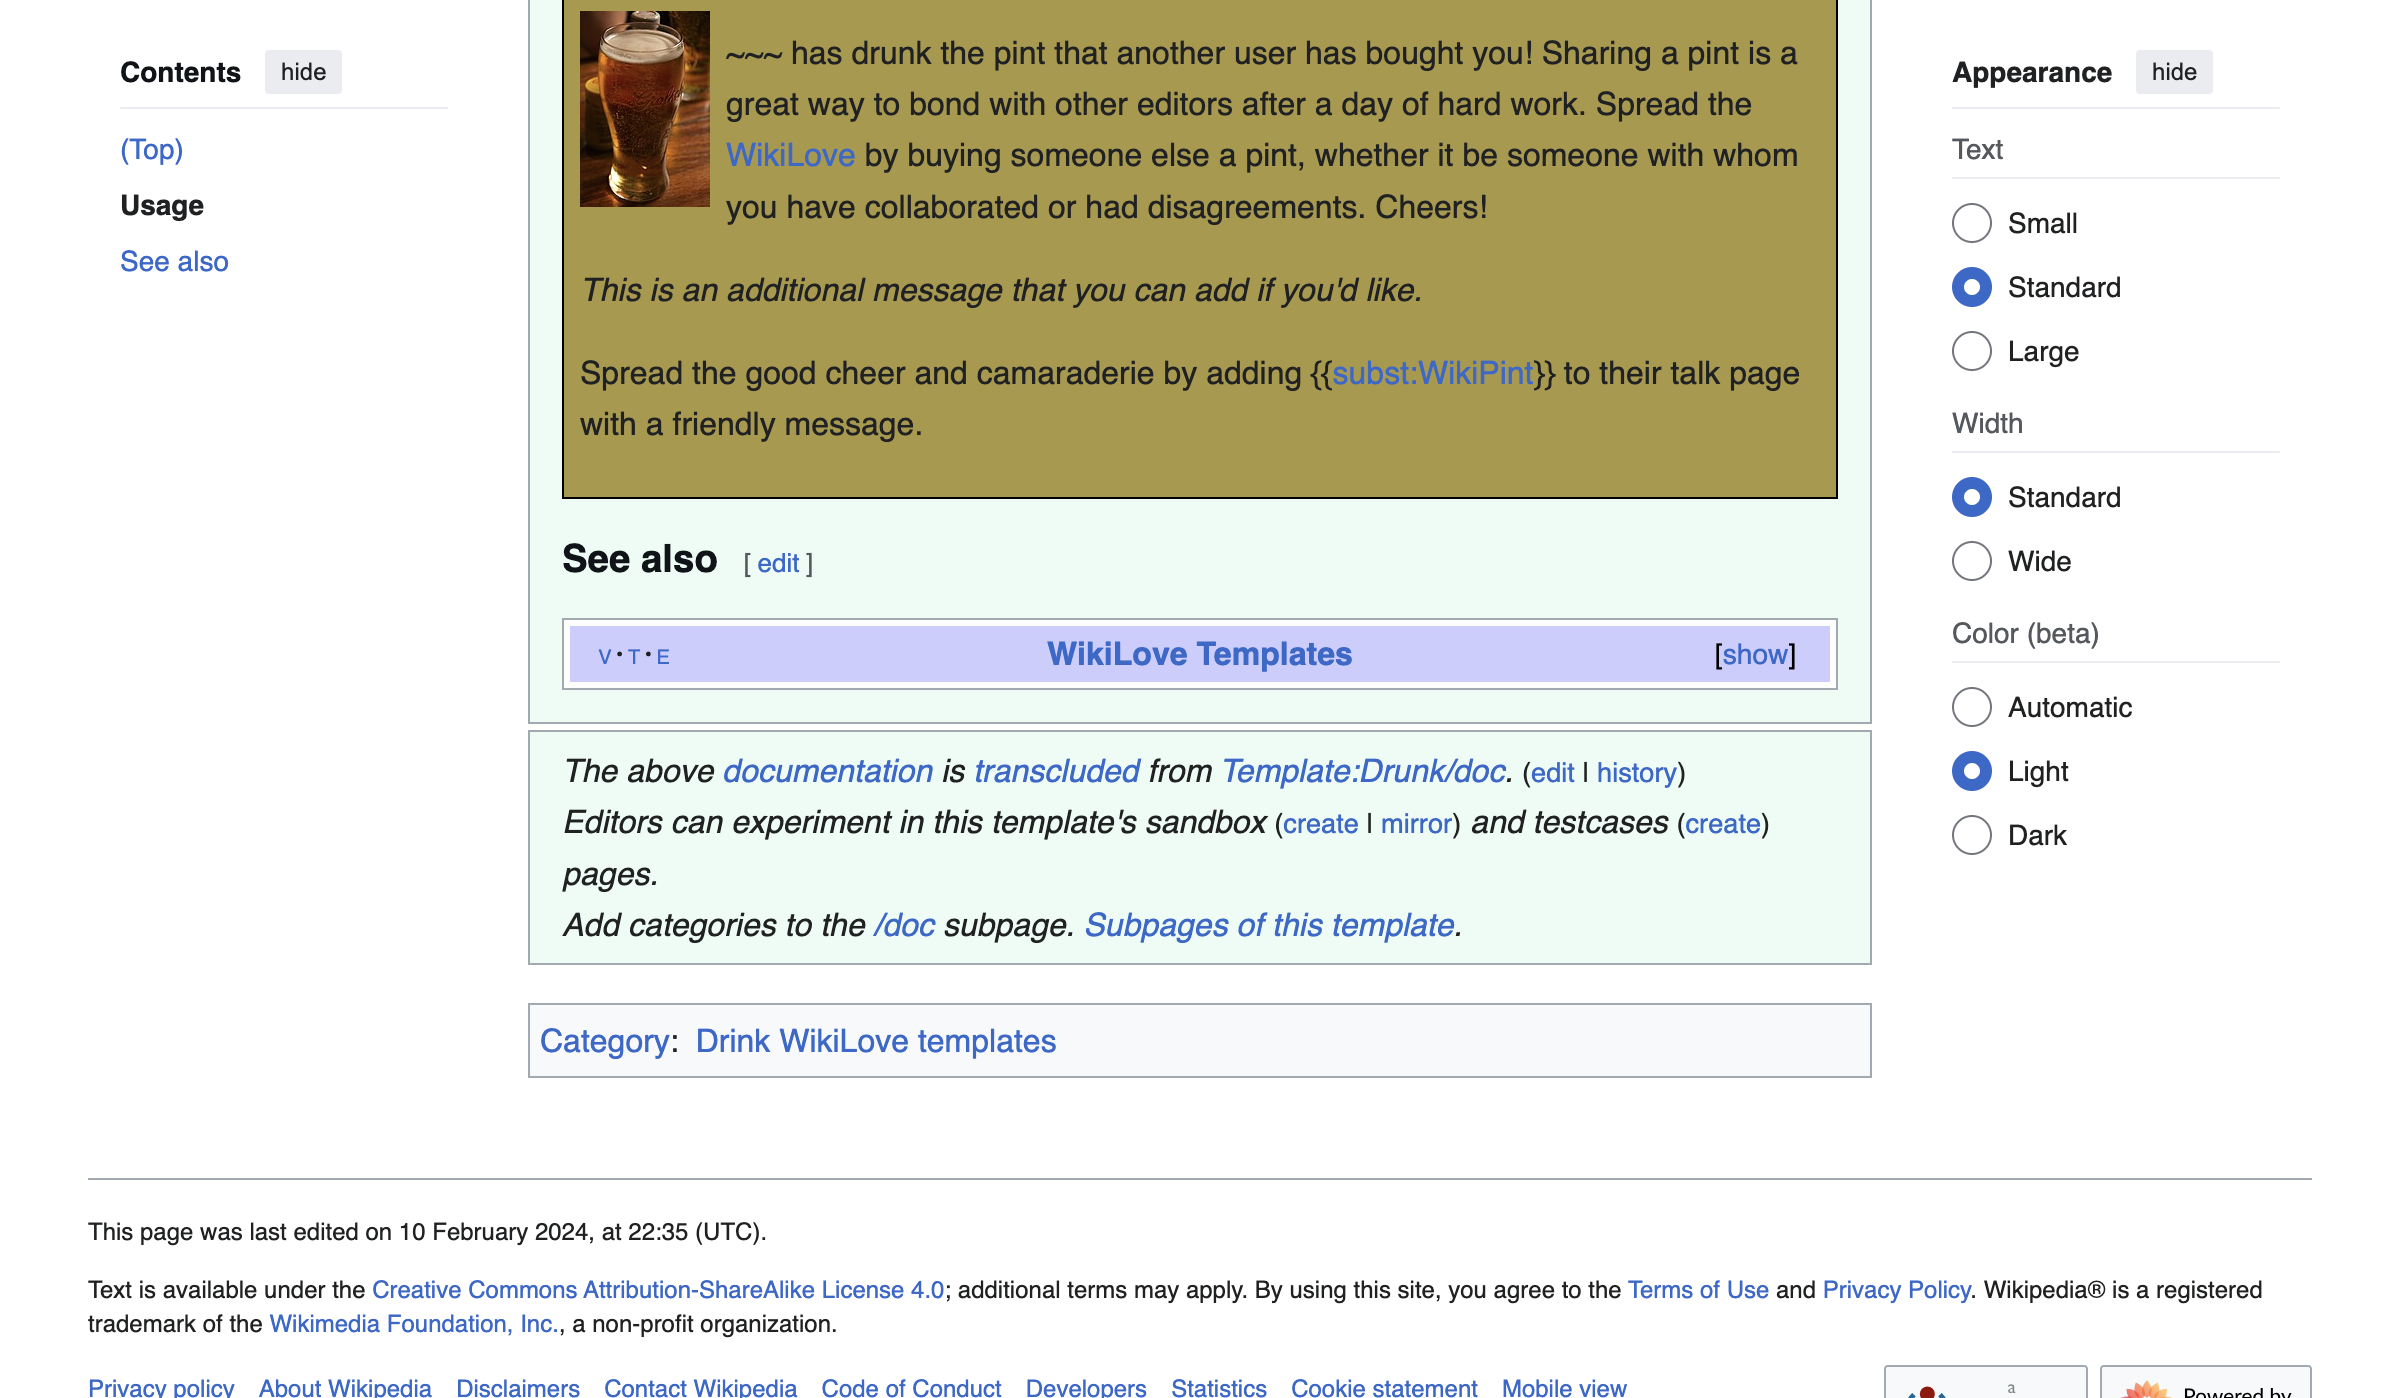 Contents hide
(Top)
Usage
See also
~~~ has drunk the pint that another user has bought you! Sharing a pint is a
great way to bond with other editors after a day of hard work. Spread the
WikiLove by buying someone else a pint, whether it be someone with whom
you have collaborated or had disagreements. Cheers!
This is an additional message that you can add if you'd like.
Spread the good cheer and camaraderie by adding {{subst:WikiPint}} to their talk page
with a friendly message.
See also [ edit ]
V · T · E WikiLove Templates [show]
The above documentation is transcluded from Template:Drunk/doc. (edit | history)
Editors can experiment in this template's sandbox (create | mirror) and testcases (create)
pages.
Add categories to the /doc subpage. Subpages of this template.
Category: Drink WikiLove templates
Appearance hide
Text
Small
Standard
Large
Width
Standard
Wide
Color (beta)
Automatic
Light
Dark
This page was last edited on 10 February 2024, at 22:35 (UTC).
Text is available under the Creative Commons Attribution-ShareAlike License 4.0; additional terms may apply. By using this site, you agree to the Terms of Use and Privacy Policy. Wikipedia® is a registered
trademark of the Wikimedia Foundation, Inc., a non-profit organization.
Privacy policy About Wikipedia Disclaimers Contact Wikipedia Code of Conduct Developers Statistics Cookie statement Mobile view
a
Powered by